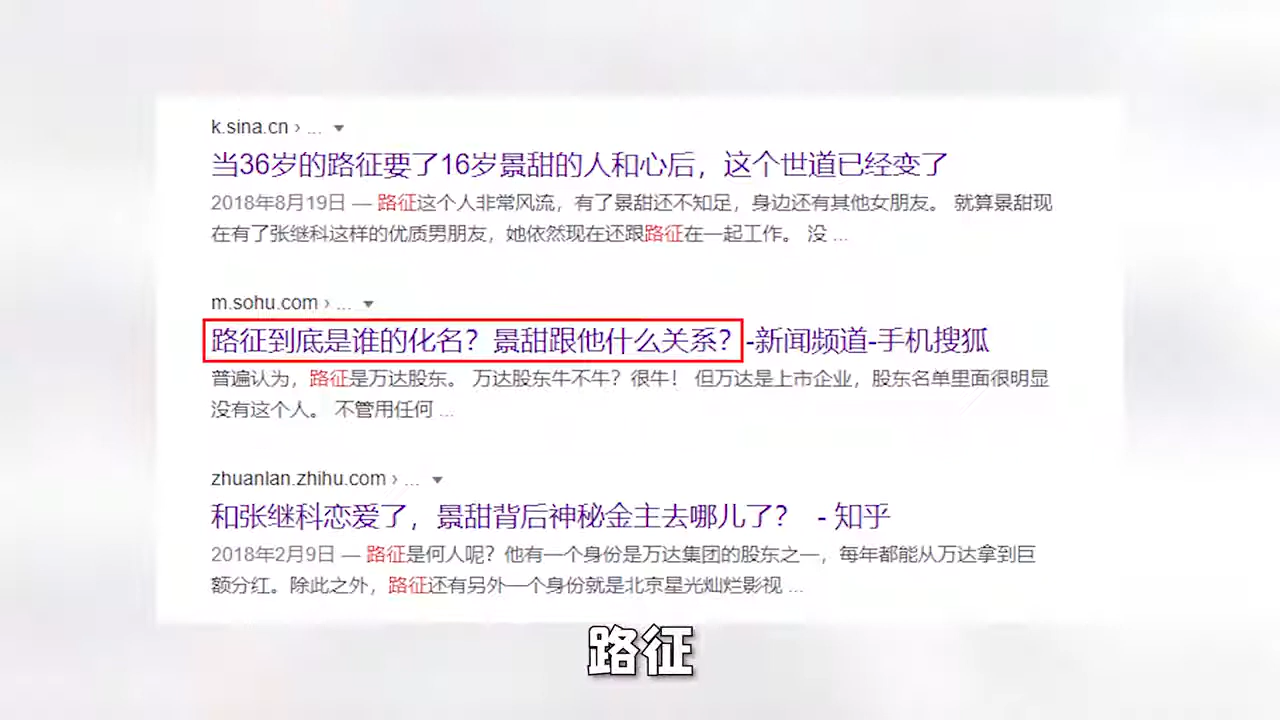 k.sina.cn › ...
当36岁的路征要了16岁景甜的人和心后，这个世道已经变了
2018年8月19日 — 路征这个人非常风流，有了景甜还不知足，身边还有其他女朋友。 就算景甜现
在有了张继科这样的优质男朋友，她依然现在还跟路征在一起工作。 没 ...
m.sohu.com › ...
路征到底是谁的化名？景甜跟他什么关系？-新闻频道-手机搜狐
普遍认为，路征是万达股东。 万达股东牛不牛？很牛！ 但万达是上市企业，股东名单里面很明显
没有这个人。 不管用任何 ...
zhuanlan.zhihu.com › ...
和张继科恋爱了，景甜背后神秘金主去哪儿了？ - 知乎
2018年2月9日 — 路征是何人呢？他有一个身份是万达集团的股东之一，每年都能从万达拿到巨
额分红。除此之外，路征还有另外一个身份就是北京星光灿烂影视 ...
路征